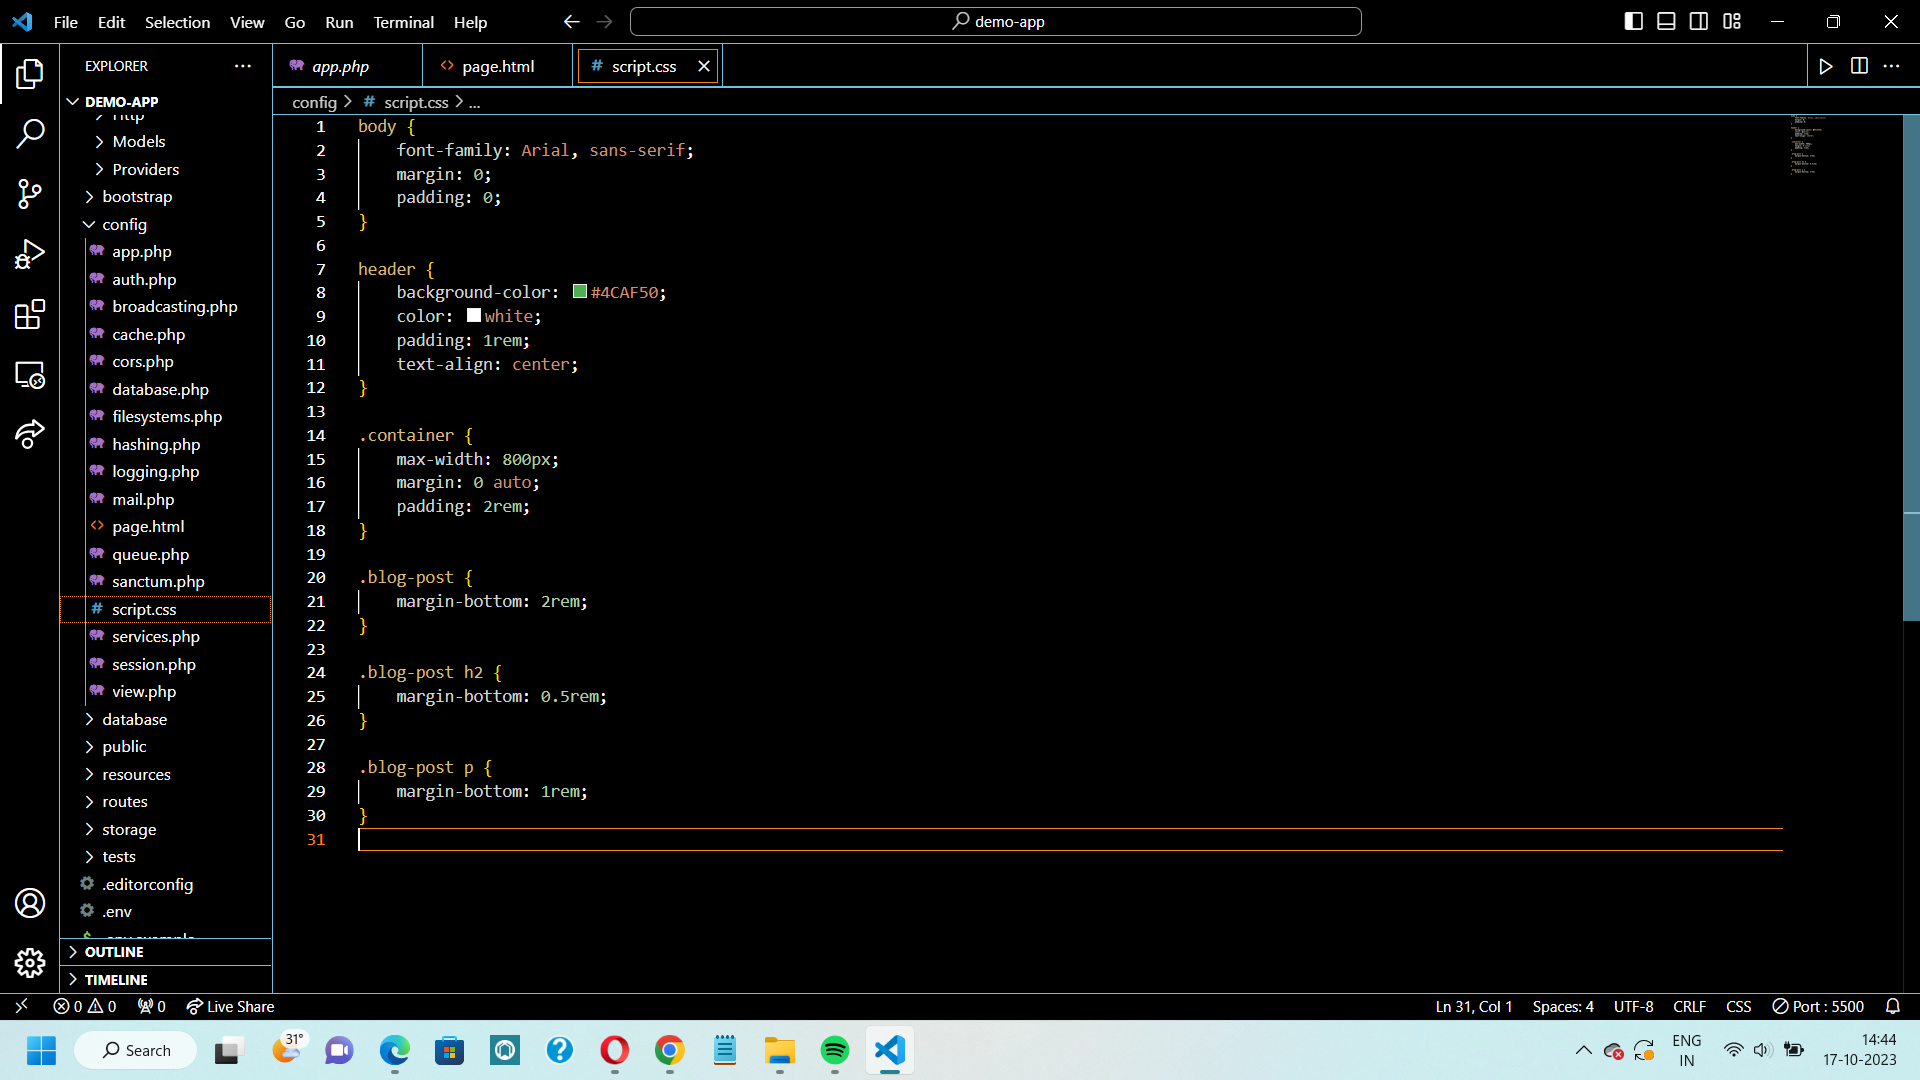 File Edit Selection View Go Run Terminal Help
demo-app
EXPLORER
DEMO-APP
Http
Models
Providers
bootstrap
config
app.php
auth.php
broadcasting.php
cache.php
cors.php
database.php
filesystems.php
hashing.php
logging.php
mail.php
page.html
queue.php
sanctum.php
script.css
services.php
session.php
view.php
database
public
resources
routes
storage
tests
.editorconfig
.env
.env.example
OUTLINE
TIMELINE
app.php page.html script.css
config > script.css > ...
1 body {
2 font-family: Arial, sans-serif;
3 margin: 0;
4 padding: 0;
5 }
6
7 header {
8 background-color: #4CAF50;
9 color: white;
10 padding: 1rem;
11 text-align: center;
12 }
13
14 .container {
15 max-width: 800px;
16 margin: 0 auto;
17 padding: 2rem;
18 }
19
20 .blog-post {
21 margin-bottom: 2rem;
22 }
23
24 .blog-post h2 {
25 margin-bottom: 0.5rem;
26 }
27
28 .blog-post p {
29 margin-bottom: 1rem;
30 }
31
0 0 0 Live Share Ln 31, Col 1 Spaces: 4 UTF-8 CRLF CSS Port : 5500
Search 31° ENG IN 14:44
17-10-2023